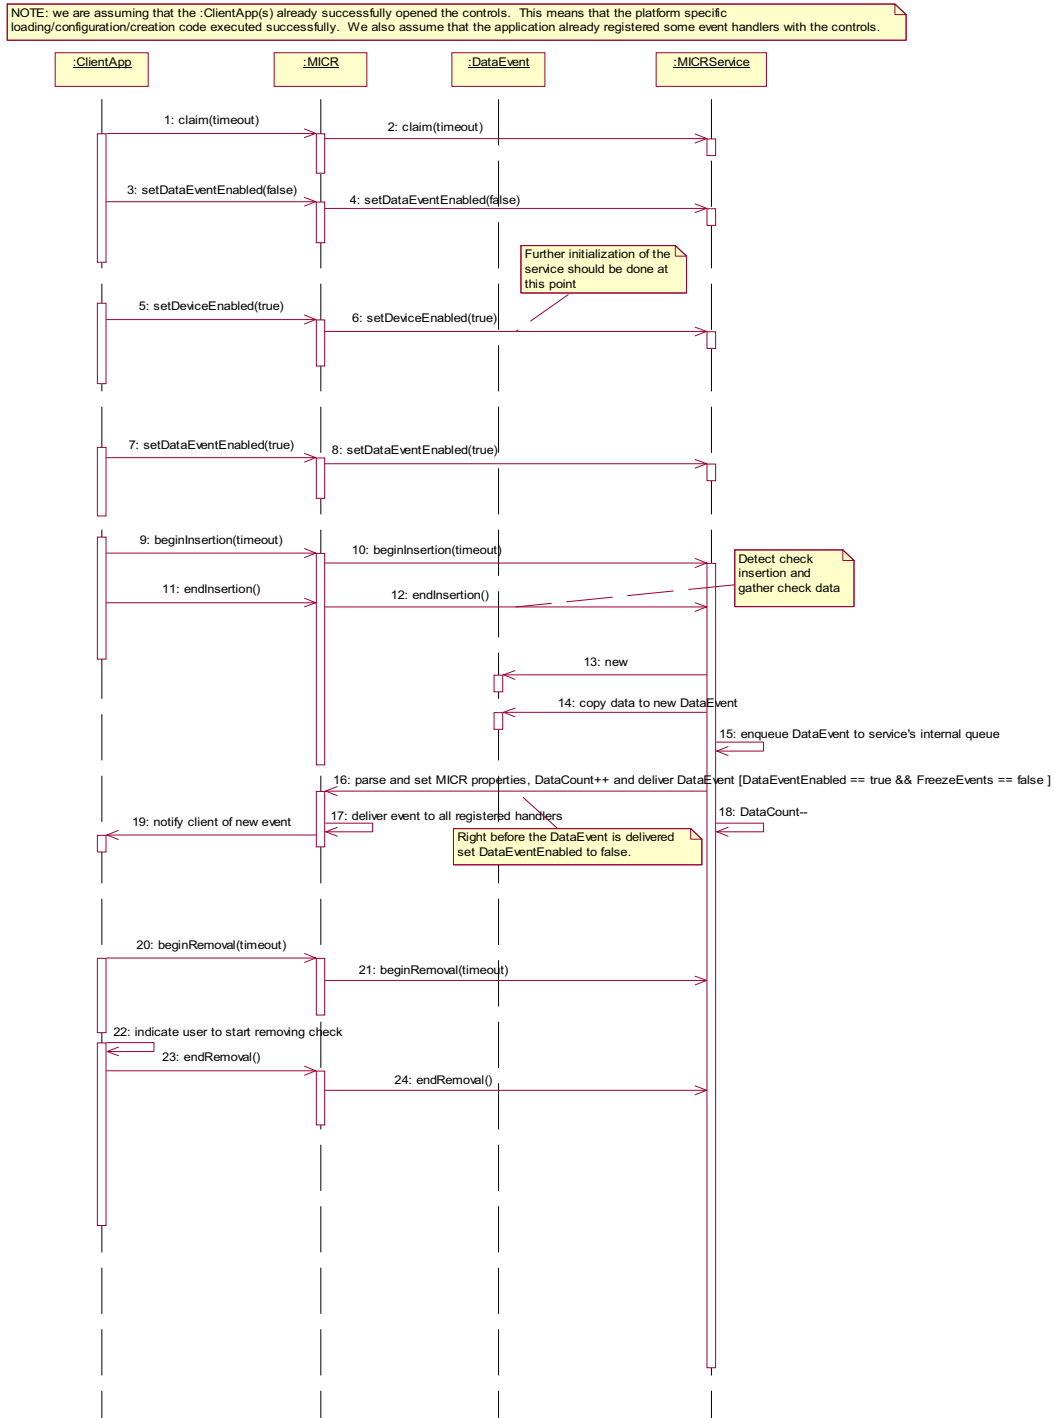 NOTE: we are assuming that the :ClientApp(s) already successfully opened the controls.  This means that the platform specific
loading/configuration/creation code executed successfully.  We also assume that the application already registered some event handlers with the controls.
:ClientApp
:MICR
:DataEvent
:MICRService
1: claim(timeout)
2: claim(timeout)
3: setDataEventEnabled(false)
4: setDataEventEnabled(false)
Further initialization of the
service should be done at
this point
5: setDeviceEnabled(true)
6: setDeviceEnabled(true)
7: setDataEventEnabled(true)
8: setDataEventEnabled(true)
9: beginInsertion(timeout)
10: beginInsertion(timeout)
Detect check
insertion and
gather check data
11: endInsertion()
12: endInsertion()
13: new
14: copy data to new DataEvent
15: enqueue DataEvent to service's internal queue
16: parse and set MICR properties, DataCount++ and deliver DataEvent [DataEventEnabled == true && FreezeEvents == false ]
17: deliver event to all registered handlers
18: DataCount--
19: notify client of new event
Right before the DataEvent is delivered
set DataEventEnabled to false.
20: beginRemoval(timeout)
21: beginRemoval(timeout)
22: indicate user to start removing check
23: endRemoval()
24: endRemoval()